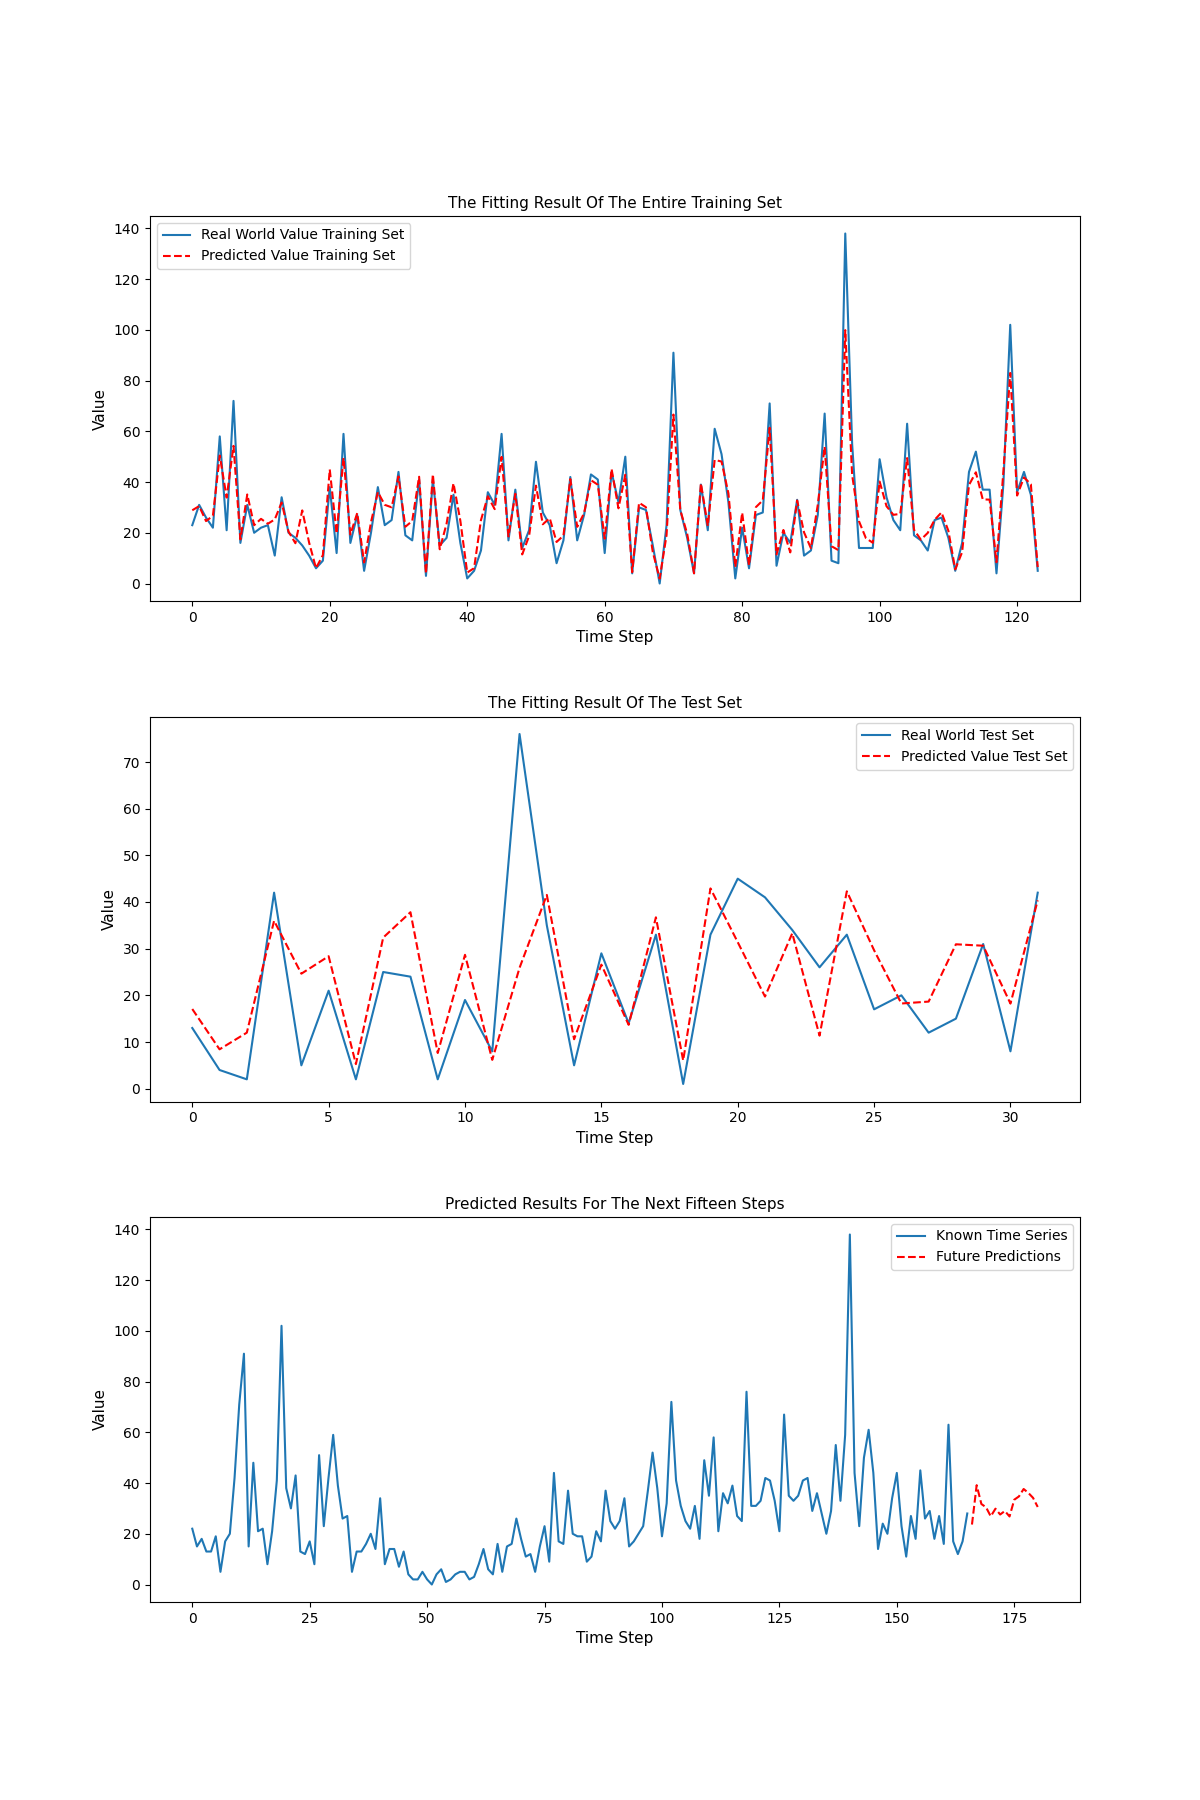 The Fitting Result Of The Entire Training Set
Real World Value Training Set
Predicted Value Training Set
Value
140
120
100
80
60
40
20
0
0 20 40 60 80 100 120
Time Step
The Fitting Result Of The Test Set
Real World Test Set
Predicted Value Test Set
Value
70
60
50
40
30
20
10
0
0 5 10 15 20 25 30
Time Step
Predicted Results For The Next Fifteen Steps
Known Time Series
Future Predictions
Value
140
120
100
80
60
40
20
0
0 25 50 75 100 125 150 175
Time Step